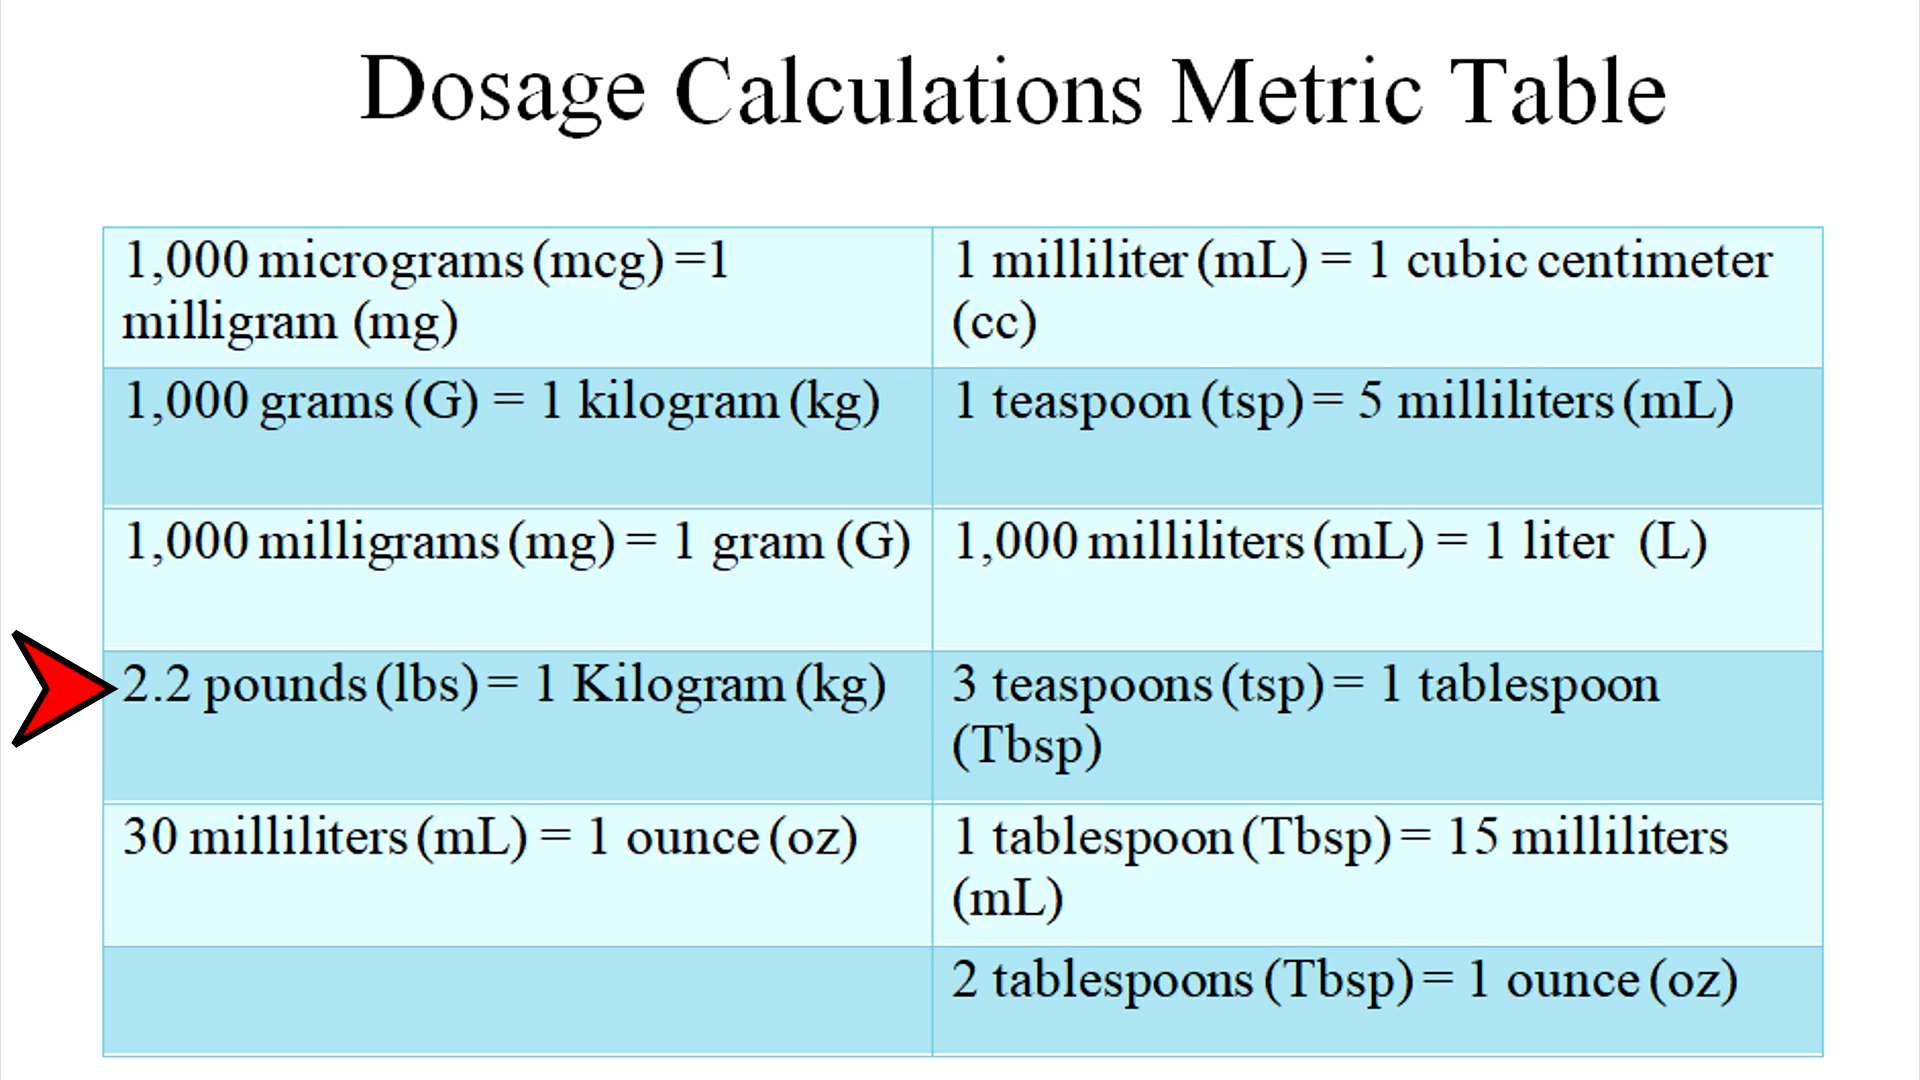 Dosage Calculations Metric Table
1,000 micrograms (mcg) =1
milligram (mg)
1 milliliter (mL) = 1 cubic centimeter
(cc)
1,000 grams (G) = 1 kilogram (kg)
1 teaspoon (tsp) = 5 milliliters (mL)
1,000 milligrams (mg) = 1 gram (G)
1,000 milliliters (mL) = 1 liter (L)
2.2 pounds (lbs) = 1 Kilogram (kg)
3 teaspoons (tsp) = 1 tablespoon
(Tbsp)
30 milliliters (mL) = 1 ounce (oz)
1 tablespoon (Tbsp) = 15 milliliters
(mL)
2 tablespoons (Tbsp) = 1 ounce (oz)